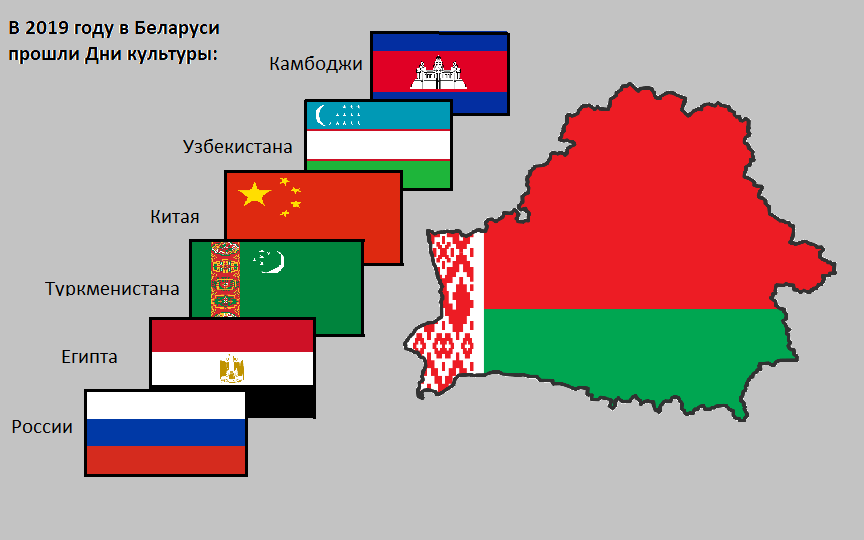 В 2019 году в Беларуси
прошли Дни культуры:
Камбоджи
Узбекистана
Китая
Туркменистана
Египта
России